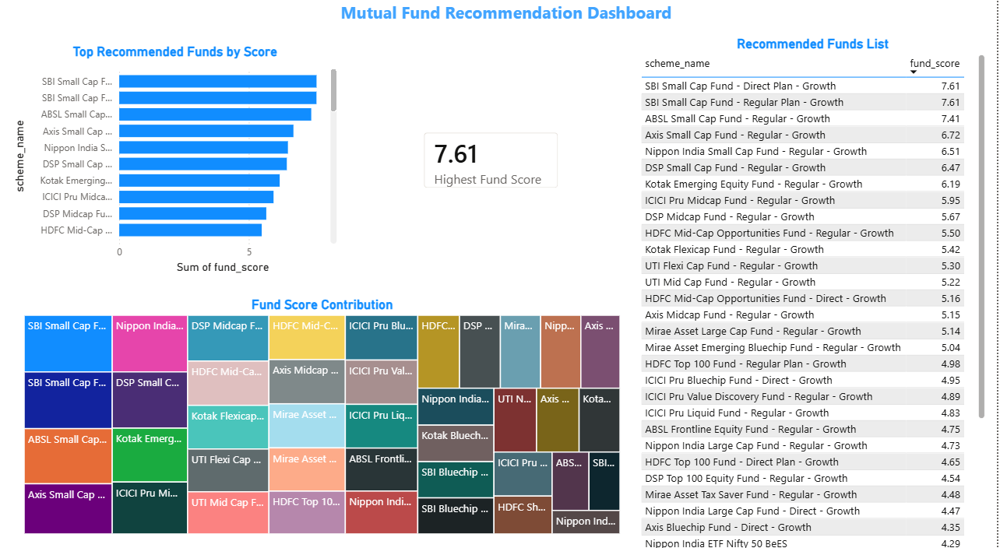 Mutual Fund Recommendation Dashboard
Top Recommended Funds by Score
scheme_name
SBI Small Cap F...
SBI Small Cap F...
ABSL Small Cap...
Axis Small Cap ...
Nippon India S...
DSP Small Cap ...
Kotak Emerging...
ICICI Pru Midca...
DSP Midcap Fu...
HDFC Mid-Cap ...
0 5
Sum of fund_score
7.61
Highest Fund Score
Fund Score Contribution
SBI Small Cap F...
SBI Small Cap F...
ABSL Small Cap...
Axis Small Cap ...
Nippon India...
DSP Small C...
Kotak Emerg...
ICICI Pru Mi...
DSP Midcap F...
HDFC Mid-Ca...
Kotak Flexicap...
UTI Flexi Cap ...
UTI Mid Cap F...
HDFC Mid-C...
Axis Midcap ...
Mirae Asset ...
Mirae Asset ...
HDFC Top 10...
ICICI Pru Blu...
ICICI Pru Val...
ICICI Pru Liq...
ABSL Frontli...
Nippon Indi...
HDFC...
DSP ...
Mira...
Nipp...
Axis ...
Nippon India...
Kotak Bluech...
SBI Bluechip ...
SBI Bluechip ...
UTI N...
Axis ...
Kota...
ICICI Pru ...
HDFC Sh...
ABS...
SBI...
Nippon Ind...
Recommended Funds List
scheme_name fund_score
SBI Small Cap Fund - Direct Plan - Growth 7.61
SBI Small Cap Fund - Regular Plan - Growth 7.61
ABSL Small Cap Fund - Regular - Growth 7.41
Axis Small Cap Fund - Regular - Growth 6.72
Nippon India Small Cap Fund - Regular - Growth 6.51
DSP Small Cap Fund - Regular - Growth 6.47
Kotak Emerging Equity Fund - Regular - Growth 6.19
ICICI Pru Midcap Fund - Regular - Growth 5.95
DSP Midcap Fund - Regular - Growth 5.67
HDFC Mid-Cap Opportunities Fund - Regular - Growth 5.50
Kotak Flexicap Fund - Regular - Growth 5.42
UTI Flexi Cap Fund - Regular - Growth 5.30
UTI Mid Cap Fund - Regular - Growth 5.22
HDFC Mid-Cap Opportunities Fund - Direct - Growth 5.16
Axis Midcap Fund - Regular - Growth 5.15
Mirae Asset Large Cap Fund - Regular - Growth 5.14
Mirae Asset Emerging Bluechip Fund - Regular - Growth 5.04
HDFC Top 100 Fund - Regular Plan - Growth 4.98
ICICI Pru Bluechip Fund - Direct - Growth 4.95
ICICI Pru Value Discovery Fund - Regular - Growth 4.89
ICICI Pru Liquid Fund - Regular - Growth 4.83
ABSL Frontline Equity Fund - Regular - Growth 4.75
Nippon India Large Cap Fund - Regular - Growth 4.73
HDFC Top 100 Fund - Direct Plan - Growth 4.65
DSP Top 100 Equity Fund - Regular - Growth 4.54
Mirae Asset Tax Saver Fund - Regular - Growth 4.48
Nippon India Large Cap Fund - Direct - Growth 4.47
Axis Bluechip Fund - Direct - Growth 4.35
Nippon India ETF Nifty 50 BeES 4.29